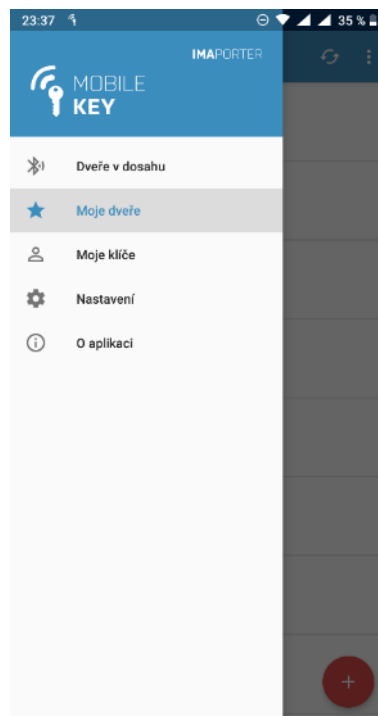 23:37
35 %
IMAPORTER
MOBILE
KEY
Dveře v dosahu
Moje dveře
Moje klíče
Nastavení
O aplikaci